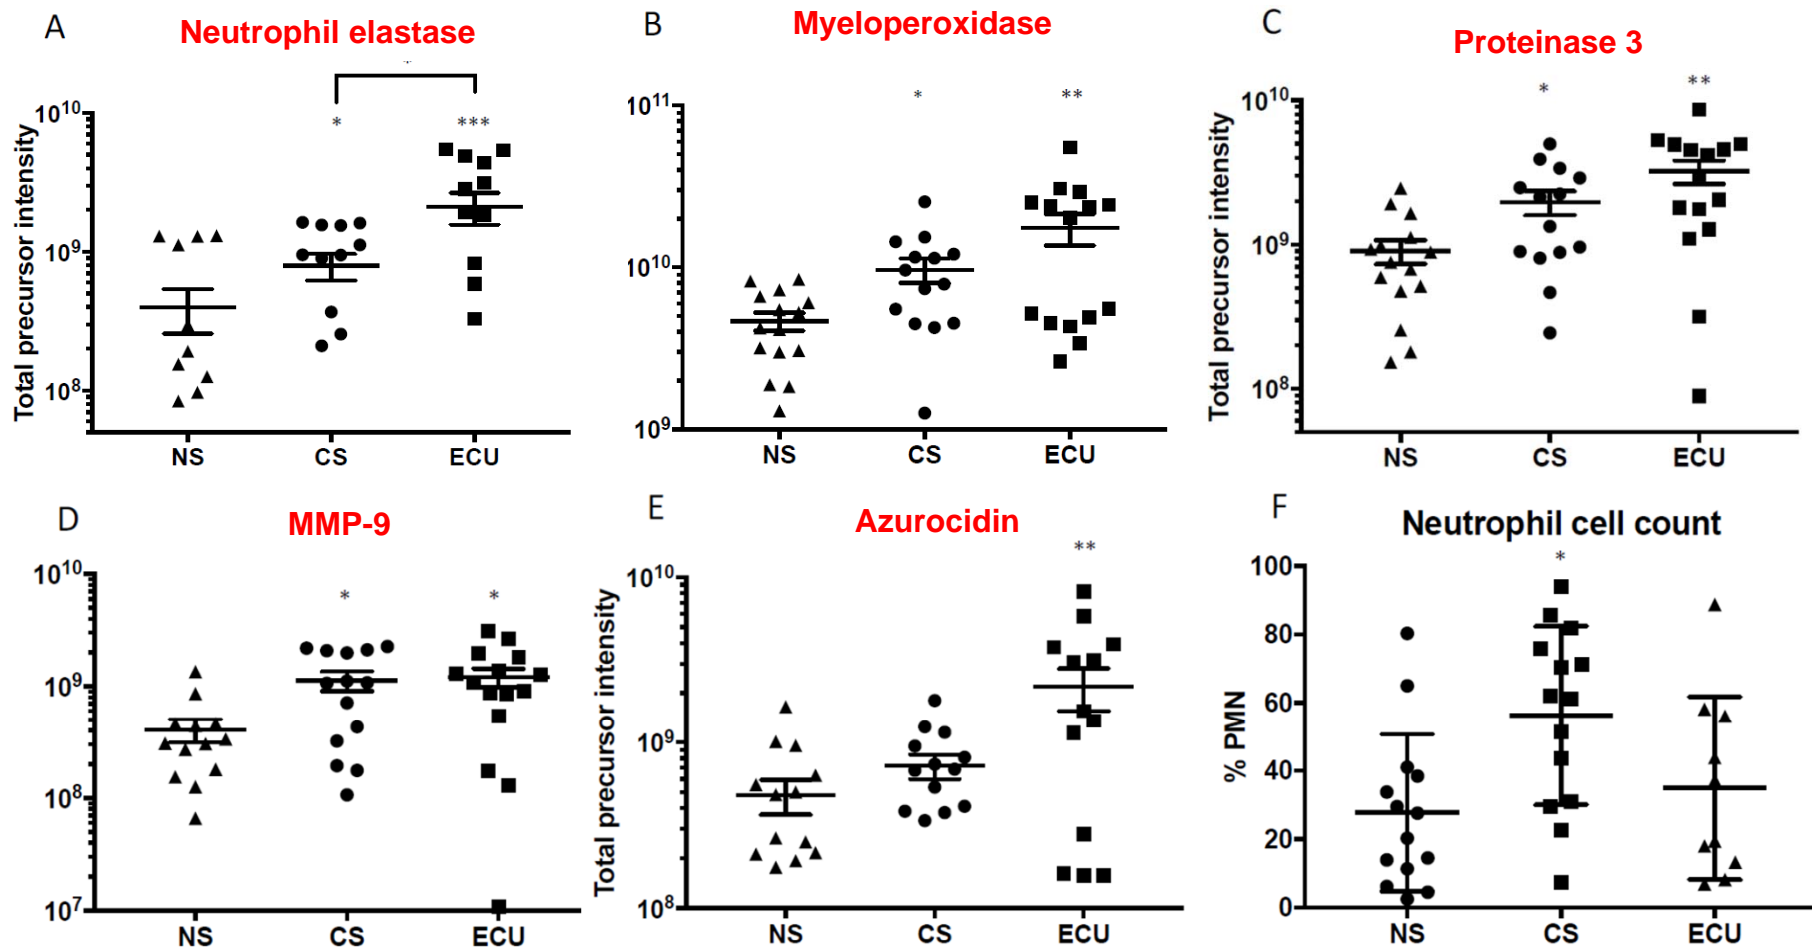 A
Neutrophil elastase
*
* ***
Total precursor intensity
10^10
10^9
10^8
NS CS ECU
B
Myeloperoxidase
* **
10^11
10^10
10^9
NS CS ECU
C
Proteinase 3
* **
Total precursor intensity
10^10
10^9
10^8
NS CS ECU
D
MMP-9
* *
10^10
10^9
10^8
10^7
NS CS ECU
E
Azurocidin
**
Total precursor intensity
10^10
10^9
10^8
NS CS ECU
F
Neutrophil cell count
*
% PMN
100
80
60
40
20
0
NS CS ECU